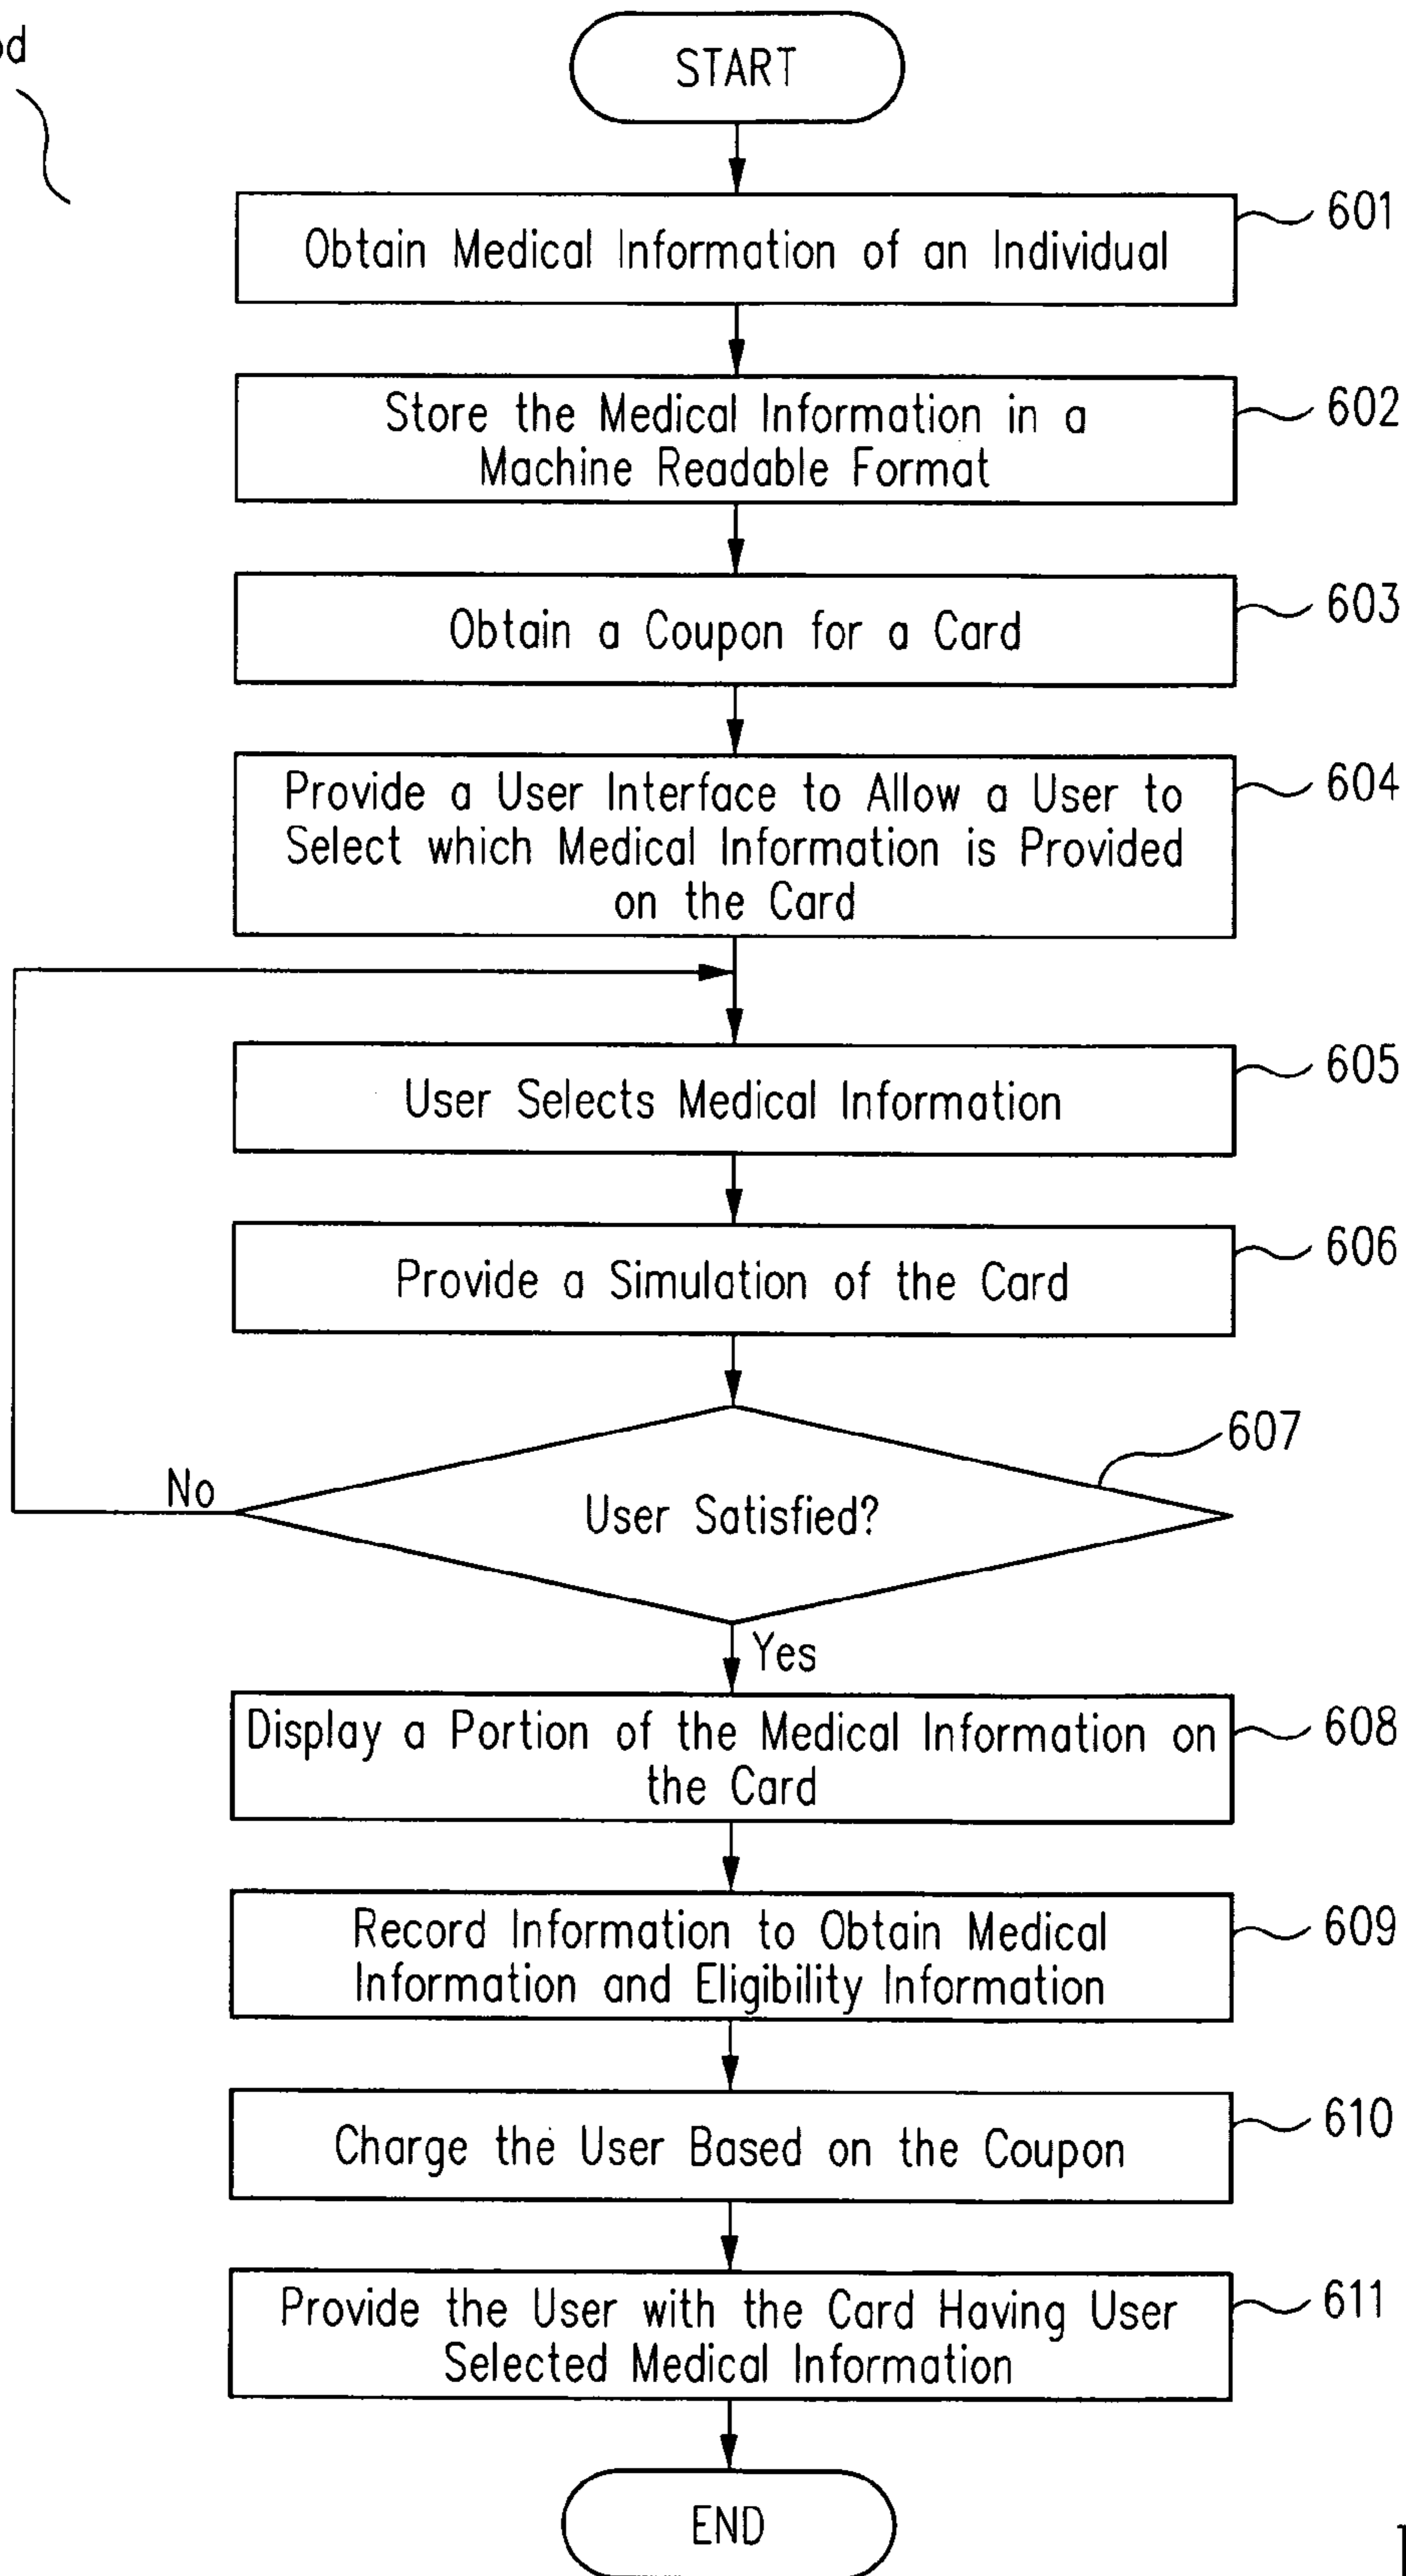 START
Obtain Medical Information of an Individual
601
Store the Medical Information in a
Machine Readable Format
602
Obtain a Coupon for a Card
603
Provide a User Interface to Allow a User to
Select which Medical Information is Provided
on the Card
604
User Selects Medical Information
605
Provide a Simulation of the Card
606
607
No
User Satisfied?
Yes
Display a Portion of the Medical Information on
the Card
608
Record Information to Obtain Medical
Information and Eligibility Information
609
Charge the User Based on the Coupon
610
Provide the User with the Card Having User
Selected Medical Information
611
END